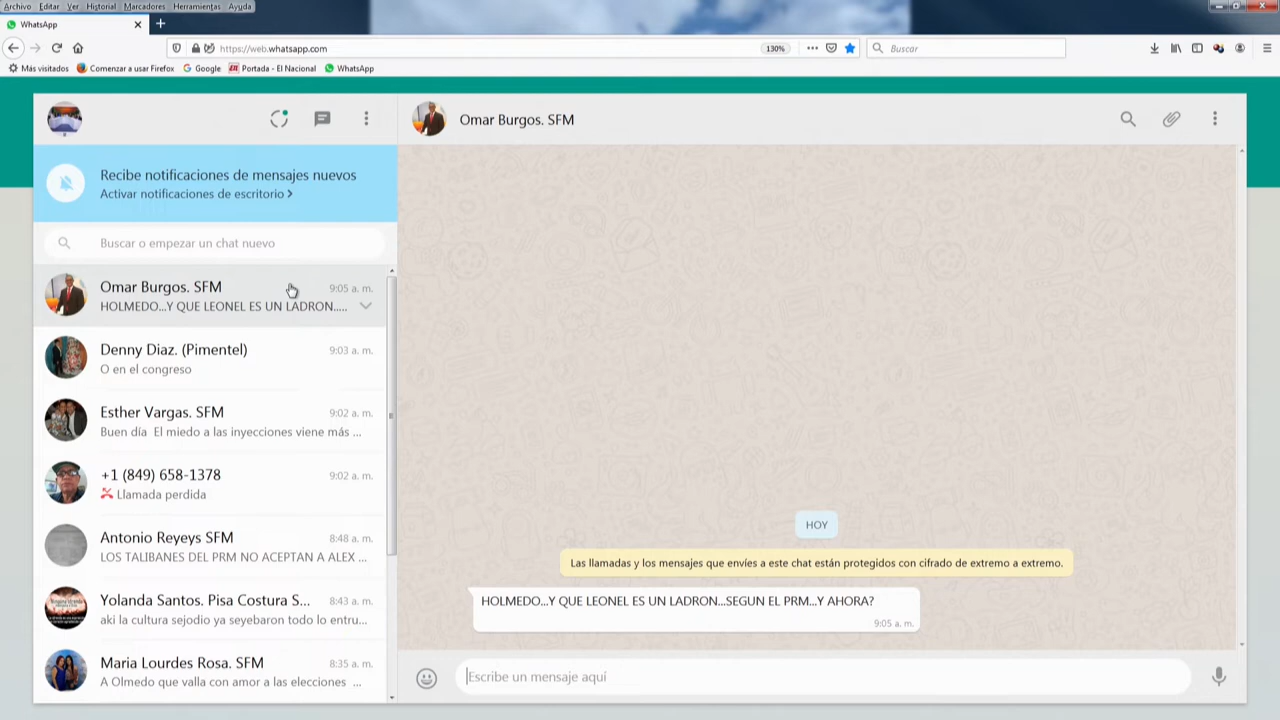 Archivo Editar Ver Historial Marcadores Herramientas Ayuda
WhatsApp
https://web.whatsapp.com
130%
Buscar
Más visitados Comenzar a usar Firefox Google Portada - El Nacional WhatsApp
Omar Burgos. SFM
Recibe notificaciones de mensajes nuevos
Activar notificaciones de escritorio >
Buscar o empezar un chat nuevo
Omar Burgos. SFM 9:05 a. m.
HOLMEDO...Y QUE LEONEL ES UN LADRON.....
Denny Diaz. (Pimentel) 9:03 a. m.
O en el congreso
Esther Vargas. SFM 9:02 a. m.
Buen día El miedo a las inyecciones viene más ...
+1 (849) 658-1378 9:02 a. m.
Llamada perdida
Antonio Reyeys SFM 8:48 a. m.
LOS TALIBANES DEL PRM NO ACEPTAN A ALEX ...
Yolanda Santos. Pisa Costura S... 8:43 a. m.
aki la cultura sejodio ya seyebaron todo lo entru...
Maria Lourdes Rosa. SFM 8:35 a. m.
A Olmedo que valla con amor a las elecciones ...
HOY
Las llamadas y los mensajes que envíes a este chat están protegidos con cifrado de extremo a extremo.
HOLMEDO...Y QUE LEONEL ES UN LADRON...SEGUN EL PRM...Y AHORA?
9:05 a. m.
Escribe un mensaje aquí